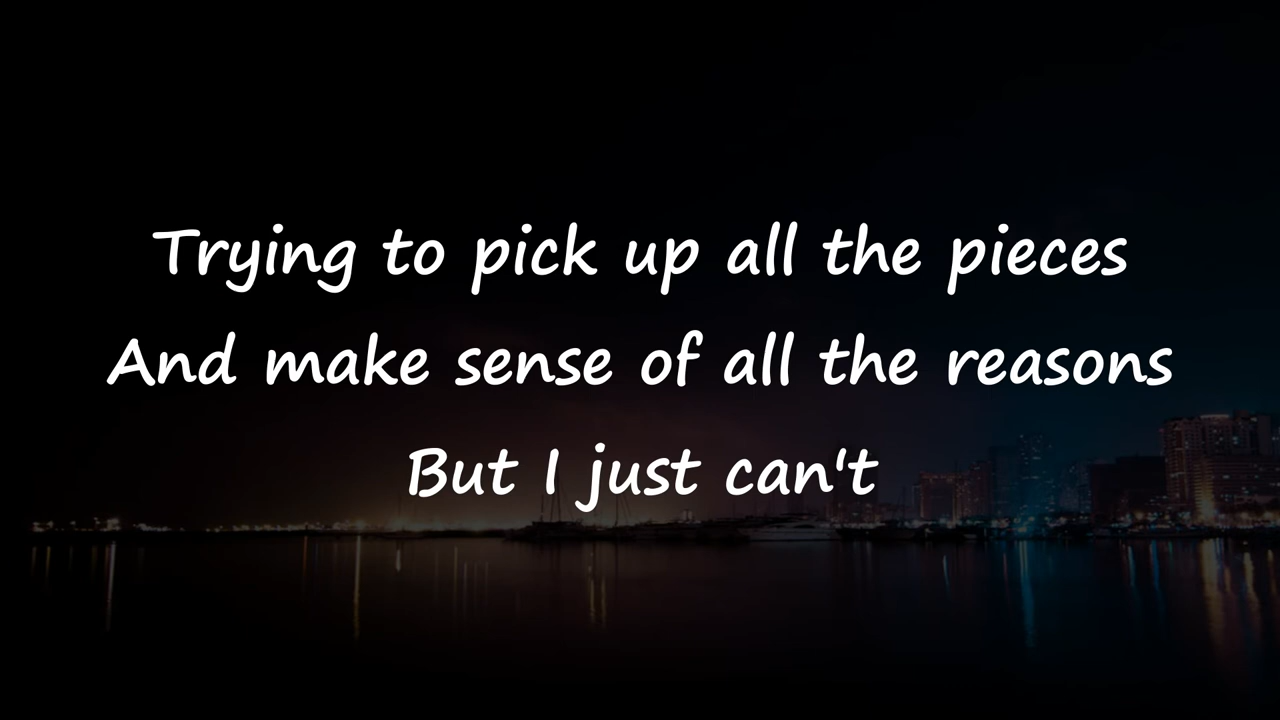 Trying to pick up all the pieces
And make sense of all the reasons
But I just can't